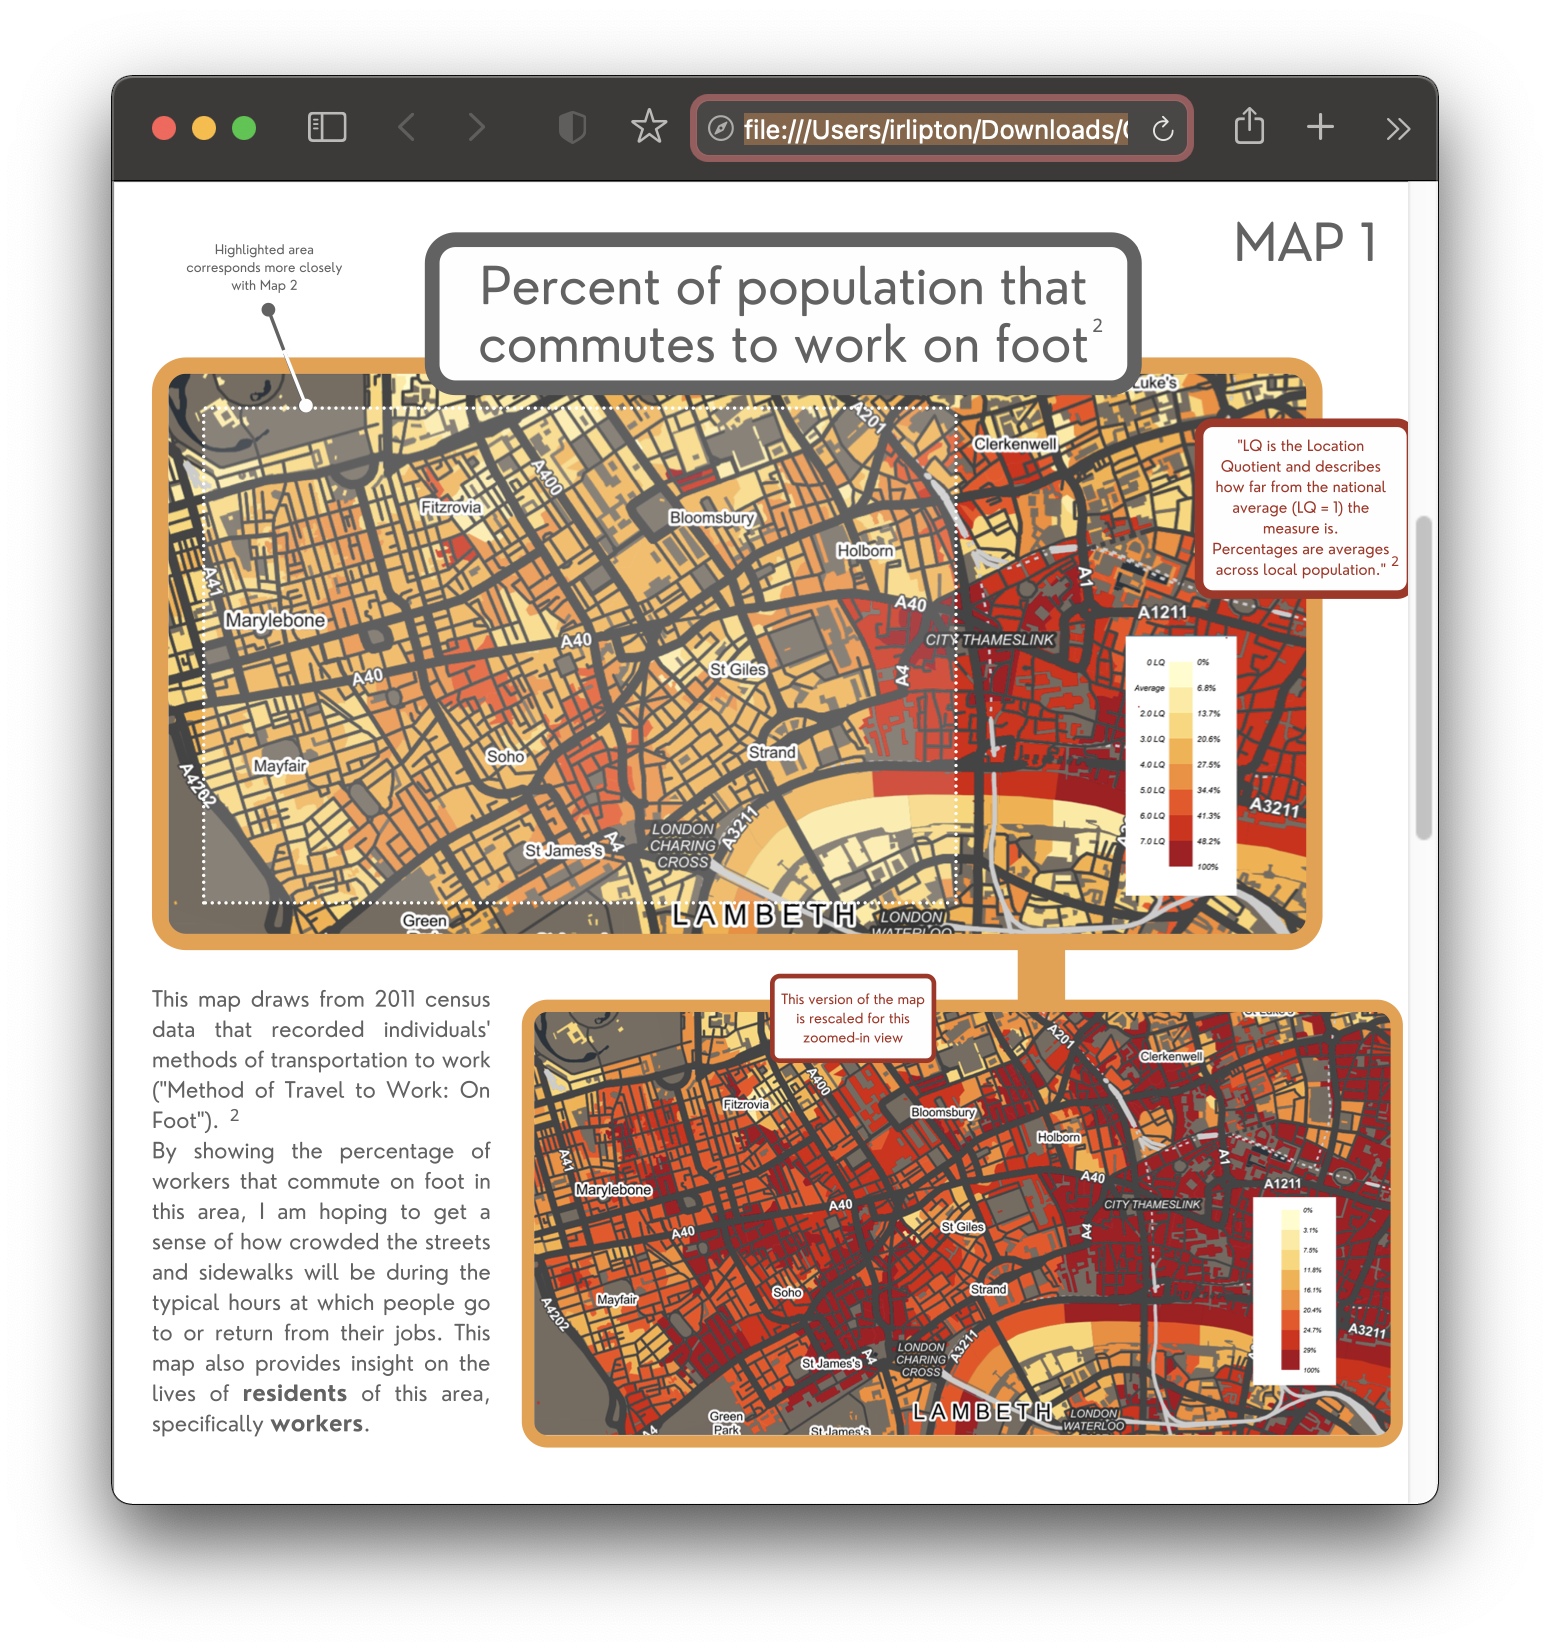 file:///Users/irlipton/Downloads/
MAP 1
Highlighted area
corresponds more closely
with Map 2
Percent of population that
commutes to work on foot 2
Luke's
A201
Clerkenwell
"LQ is the Location
Quotient and describes
how far from the national
average (LQ = 1) the
measure is.
Percentages are averages
across local population." 2
A400
Fitzrovia
Bloomsbury
Holborn
A41
A1
A40
A1211
Marylebone
CITY THAMESLINK
A40
A40
St Giles
A4
0 LQ 0%
Average 6.8%
2.0 LQ 13.7%
3.0 LQ 20.6%
4.0 LQ 27.5%
5.0 LQ 34.4%
6.0 LQ 41.3%
7.0 LQ 48.2%
100%
Mayfair
Soho
Strand
A4202
A3211
A3211
St James's
A4
LONDON
CHARING
CROSS
LAMBETH
Green
LONDON
WATERLOO
This map draws from 2011 census
data that recorded individuals'
methods of transportation to work
("Method of Travel to Work: On
Foot"). 2
By showing the percentage of
workers that commute on foot in
this area, I am hoping to get a
sense of how crowded the streets
and sidewalks will be during the
typical hours at which people go
to or return from their jobs. This
map also provides insight on the
lives of residents of this area,
specifically workers.
This version of the map
is rescaled for this
zoomed-in view
St Luke's
A201
Clerkenwell
A400
Fitzrovia
Bloomsbury
Holborn
A41
A1
A40
A1211
Marylebone
CITY THAMESLINK
A40
A40
St Giles
A4
0%
3.1%
7.5%
11.8%
16.1%
20.4%
24.7%
29%
100%
Mayfair
Soho
Strand
A4202
A3211
A3211
St James's
A4
LONDON
CHARING
CROSS
LAMBETH
LONDON
WATERLOO
Green
Park
St James's
A4